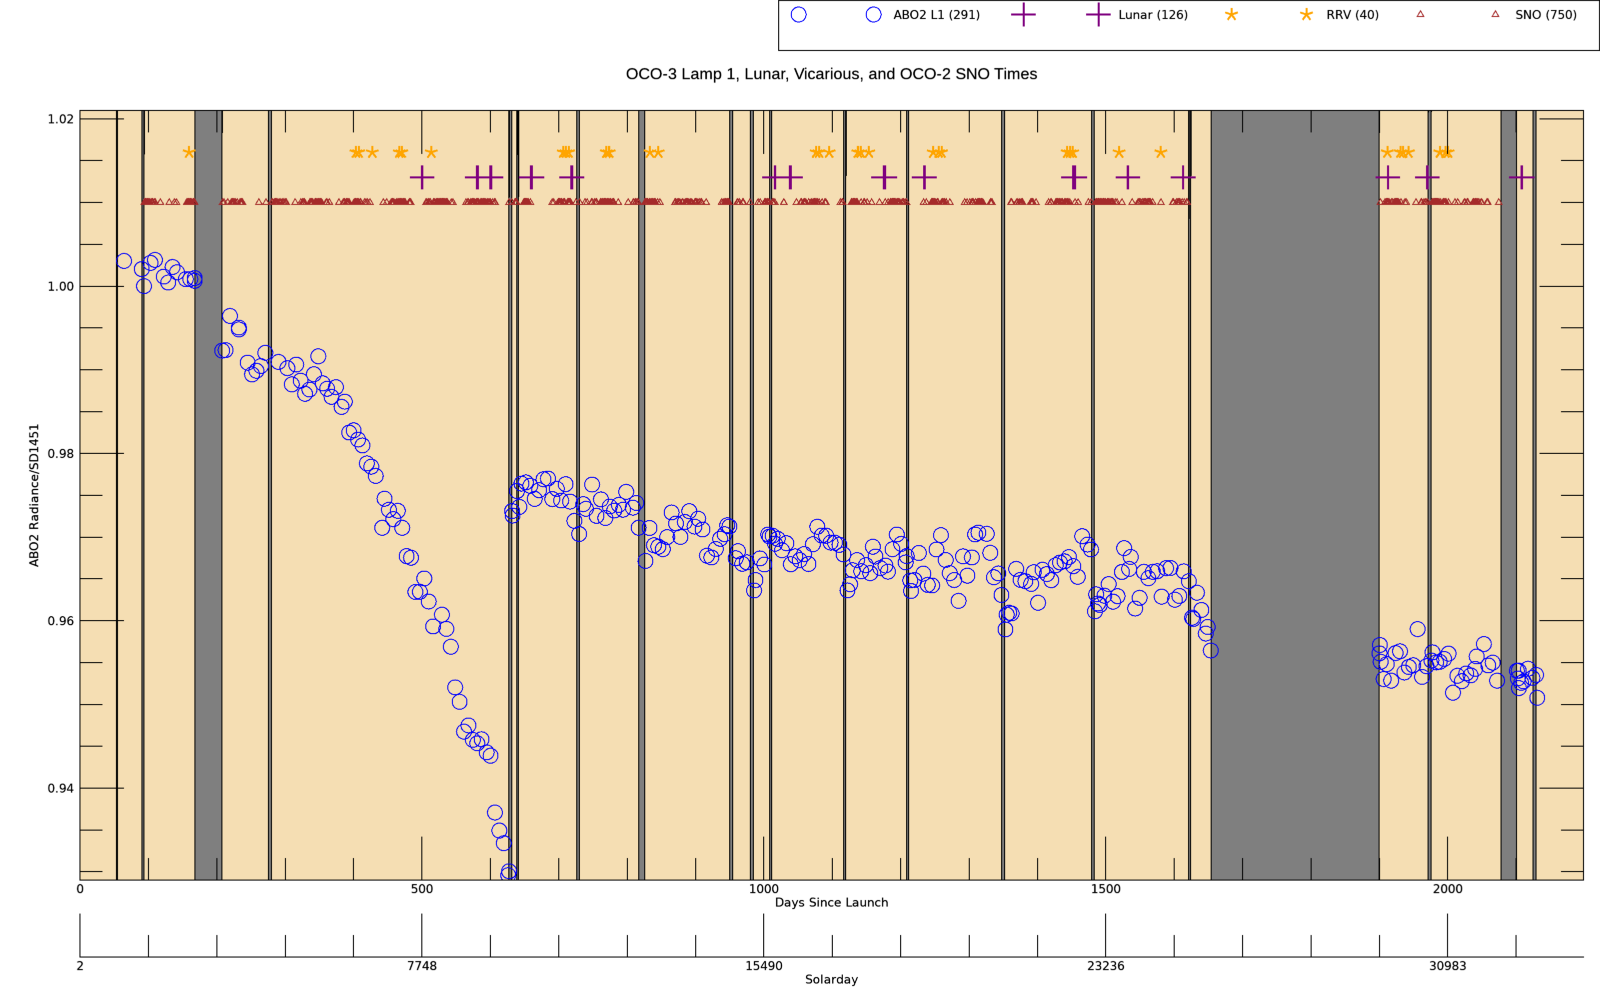 ABO2 L1 (291) Lunar (126) RRV (40) SNO (750)
OCO-3 Lamp 1, Lunar, Vicarious, and OCO-2 SNO Times
1.02
1.00
0.98
0.96
0.94
ABO2 Radiance/SD1451
0 500 1000 1500 2000
Days Since Launch
2 7748 15490 23236 30983
Solarday